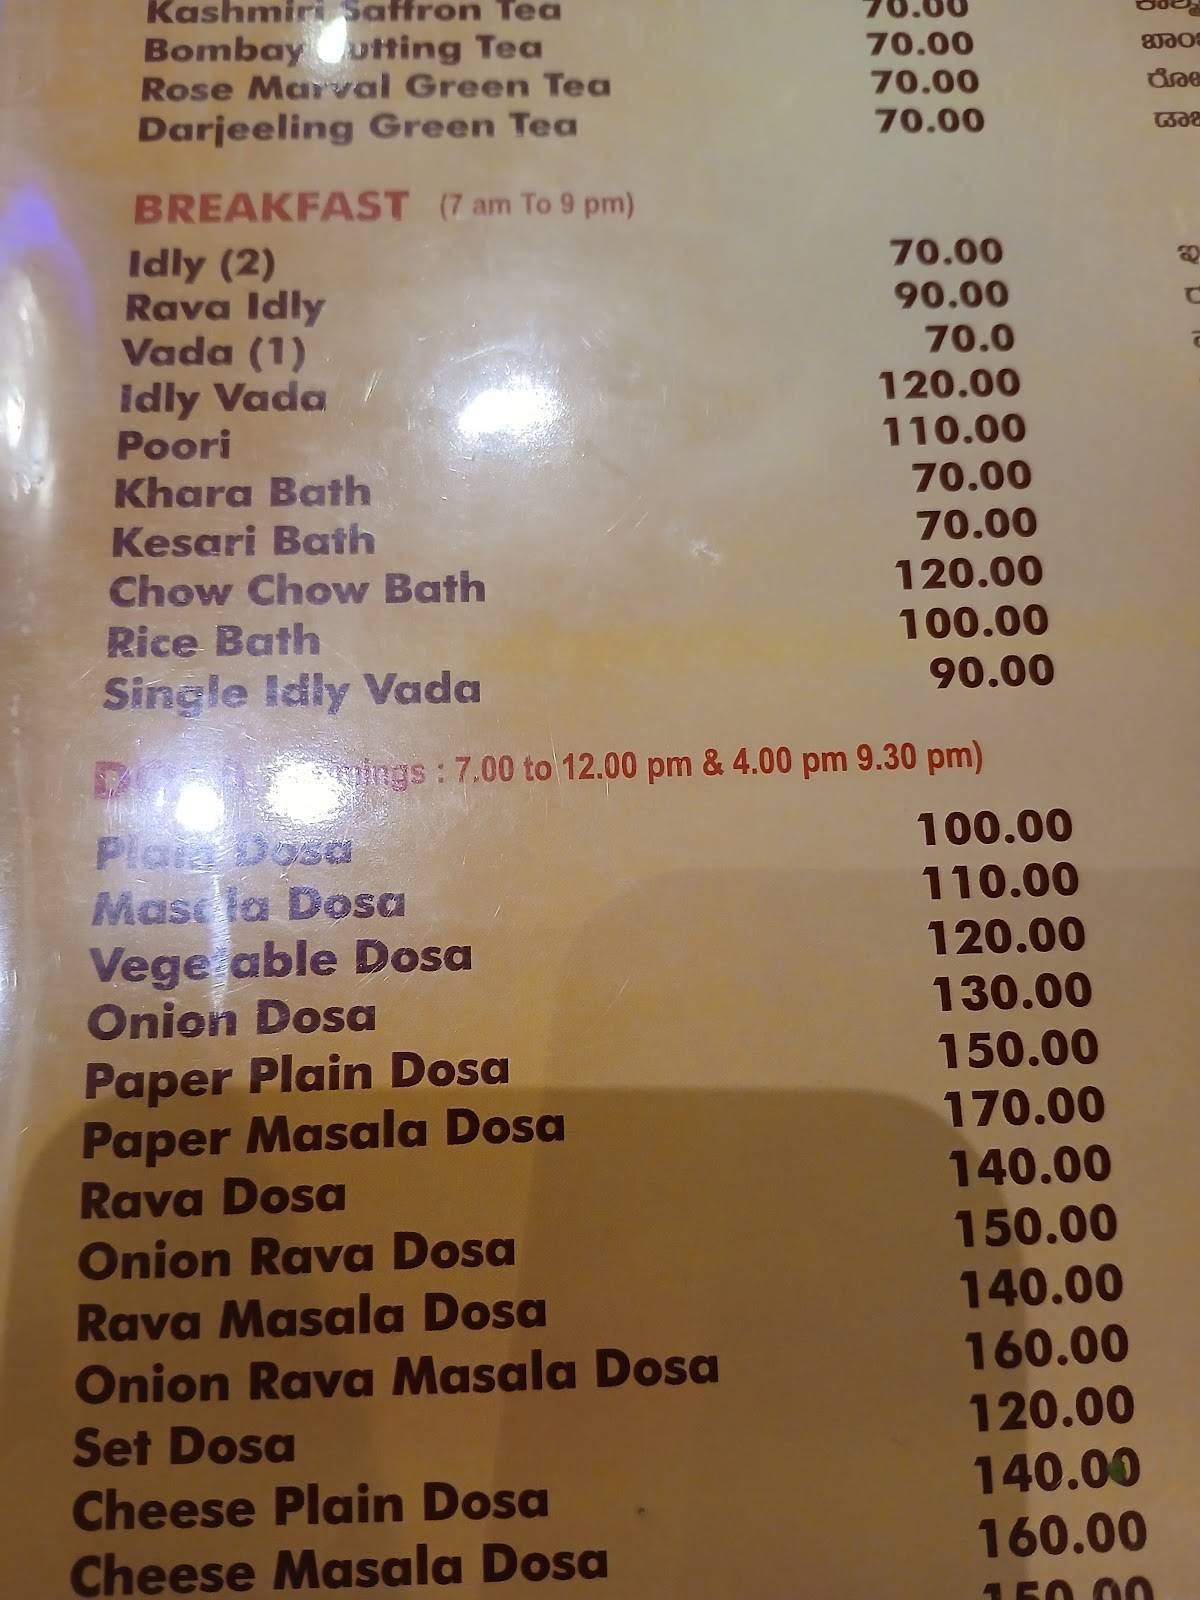 Kashmiri Saffron Tea 70.00
Bombay Cutting Tea 70.00 ಬಾಂಬ
Rose Marval Green Tea 70.00
Darjeeling Green Tea 70.00
BREAKFAST (7 am To 9 pm)
Idly (2) 70.00
Rava Idly 90.00
Vada (1) 70.0
Idly Vada 120.00
Poori 110.00
Khara Bath 70.00
Kesari Bath 70.00
Chow Chow Bath 120.00
Rice Bath 100.00
Single Idly Vada 90.00
: 7.00 to 12.00 pm & 4.00 pm 9.30 pm)
Plain Dosa 100.00
Masala Dosa 110.00
Vegetable Dosa 120.00
Onion Dosa 130.00
Paper Plain Dosa 150.00
Paper Masala Dosa 170.00
Rava Dosa 140.00
Onion Rava Dosa 150.00
Rava Masala Dosa 140.00
Onion Rava Masala Dosa 160.00
Set Dosa 120.00
Cheese Plain Dosa 140.00
Cheese Masala Dosa 160.00
150.00